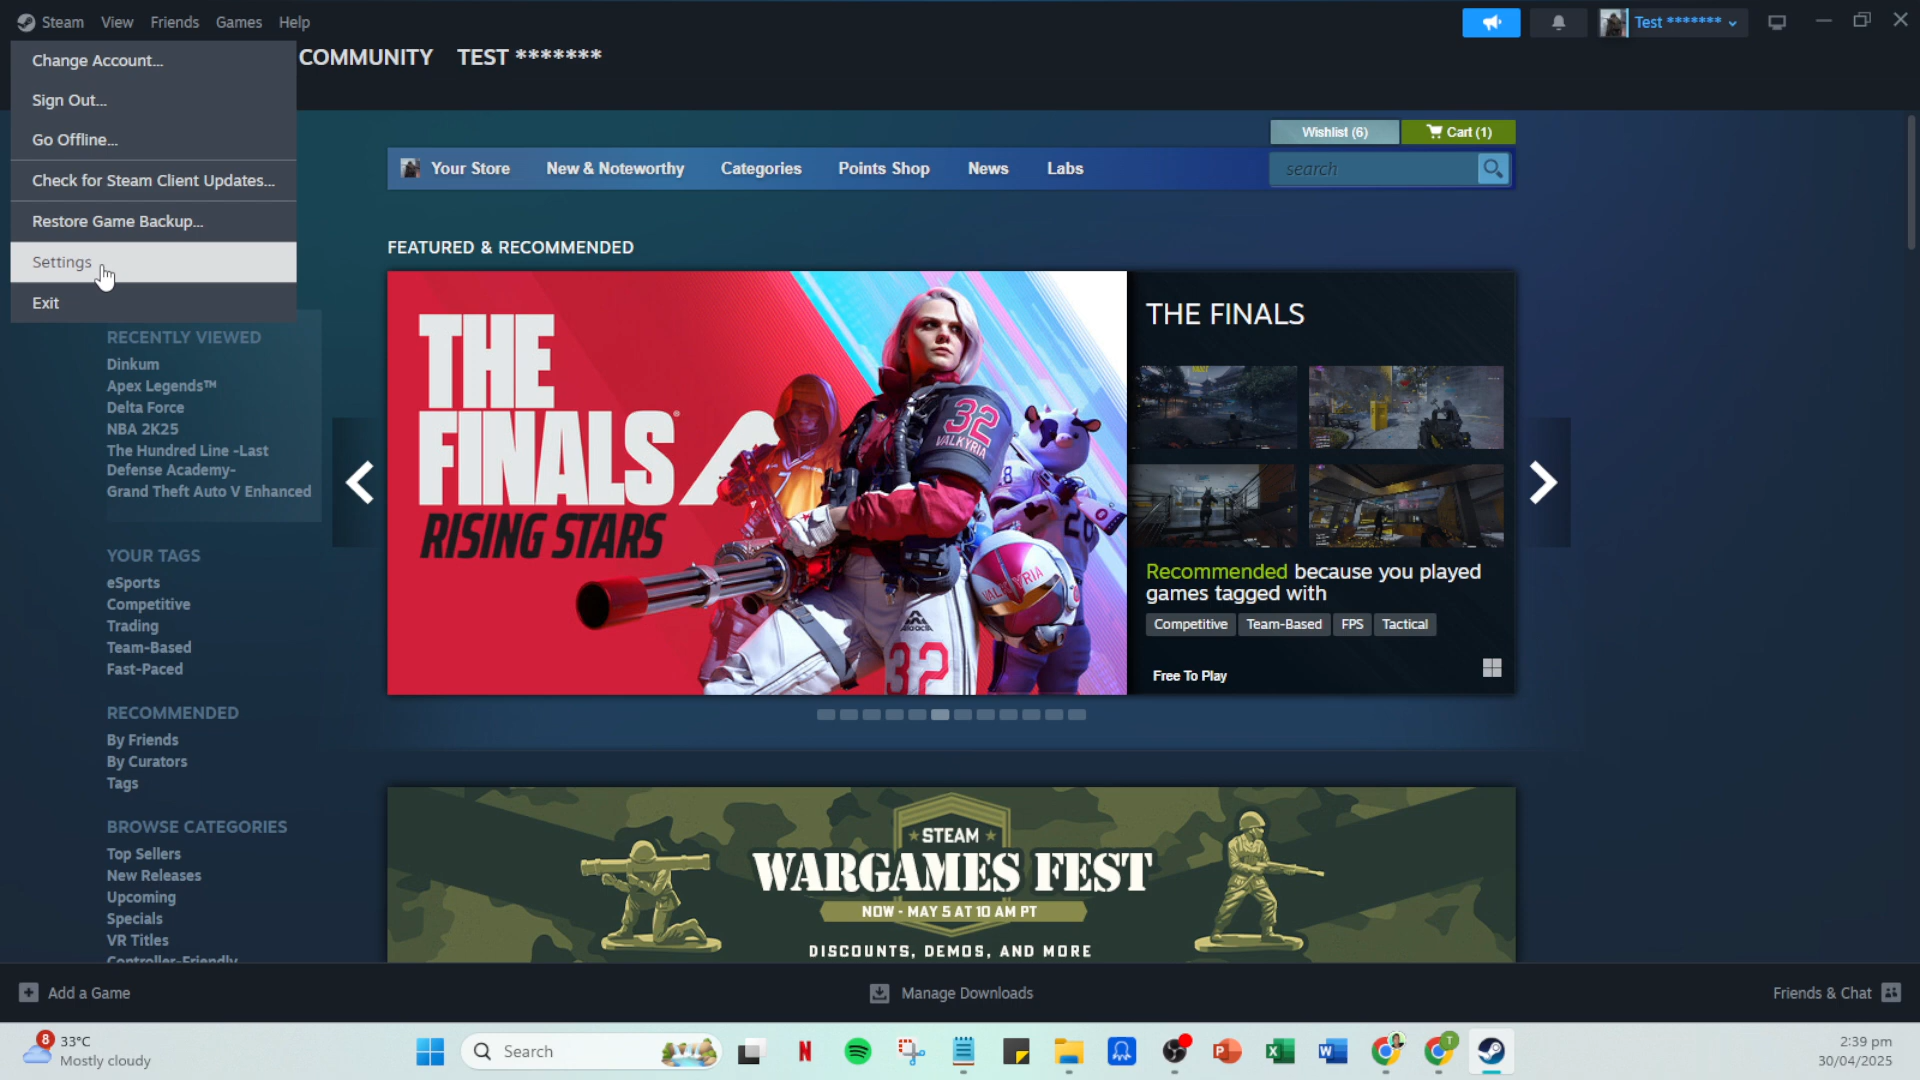 Steam View Friends Games Help
Test *******
Change Account...
Sign Out...
Go Offline...
Check for Steam Client Updates...
Restore Game Backup...
Settings
Exit
COMMUNITY TEST *******
Wishlist (6)
Cart (1)
Your Store New & Noteworthy Categories Points Shop News Labs
search
FEATURED & RECOMMENDED
THE
FINALS
RISING STARS
32
VALKYRIA
VALKYRIA
32
THE FINALS
Recommended because you played
games tagged with
Competitive Team-Based FPS Tactical
Free To Play
RECENTLY VIEWED
Dinkum
Apex Legends™
Delta Force
NBA 2K25
The Hundred Line -Last
Defense Academy-
Grand Theft Auto V Enhanced
YOUR TAGS
eSports
Competitive
Trading
Team-Based
Fast-Paced
RECOMMENDED
By Friends
By Curators
Tags
BROWSE CATEGORIES
Top Sellers
New Releases
Upcoming
Specials
VR Titles
Controller-Friendly
STEAM
WARGAMES FEST
NOW - MAY 5 AT 10 AM PT
DISCOUNTS, DEMOS, AND MORE
Add a Game
Manage Downloads
Friends & Chat
8
33°C
Mostly cloudy
Search
2:39 pm
30/04/2025